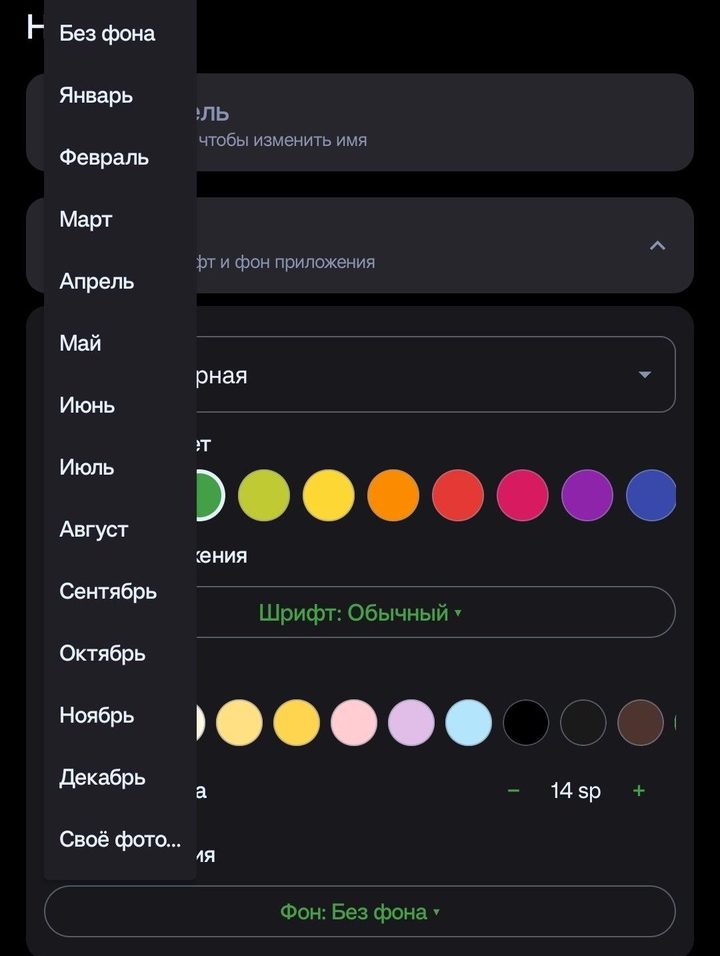 Н
Без фона
Январь
ель
чтобы изменить имя
Февраль
Март
фт и фон приложения
Апрель
Май
рная
Июнь
ет
Июль
Август
жения
Сентябрь
Шрифт: Обычный ▾
Октябрь
Ноябрь
Декабрь
а
− 14 sp +
Своё фото...
ия
Фон: Без фона ▾